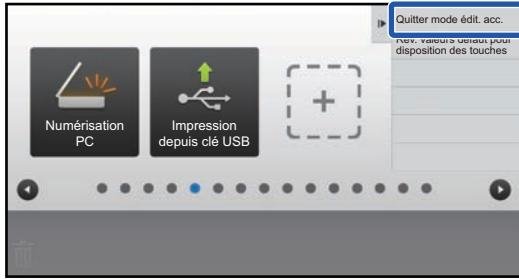 Quitter mode édit. acc.
Rev. valeurs défaut pour
disposition des touches
Numérisation
PC
Impression
depuis clé USB